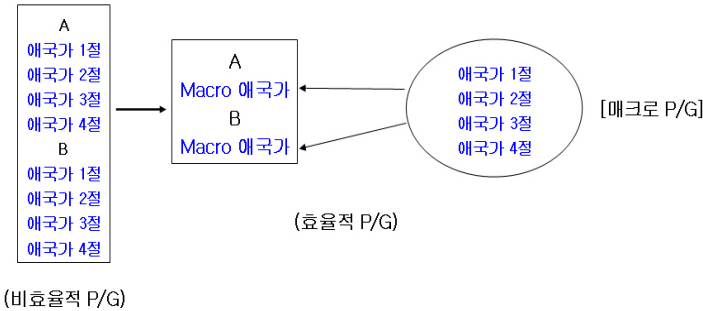 A
애국가 1절
애국가 2절
애국가 3절
애국가 4절
B
애국가 1절
애국가 2절
애국가 3절
애국가 4절
(비효율적 P/G)
A
Macro 애국가
B
Macro 애국가
(효율적 P/G)
애국가 1절
애국가 2절
애국가 3절
애국가 4절
[매크로 P/G]